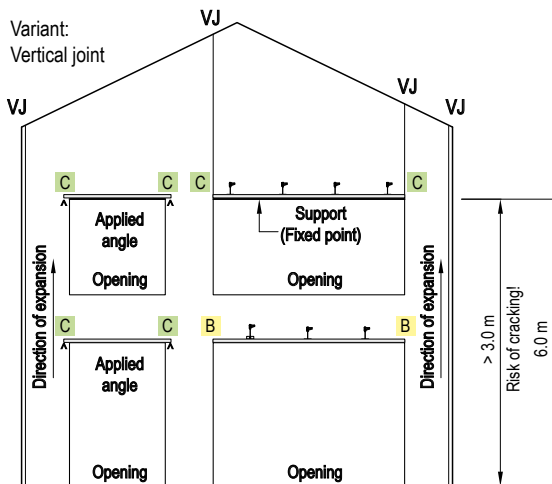 Variant:
Vertical joint
VJ
VJ
VJ
VJ
C
C
C
C
Applied
angle
Support
(Fixed point)
Opening
Opening
Direction of expansion
Direction of expansion
C
C
B
B
Applied
angle
Opening
Opening
> 3.0 m
Risk of cracking!
6.0 m